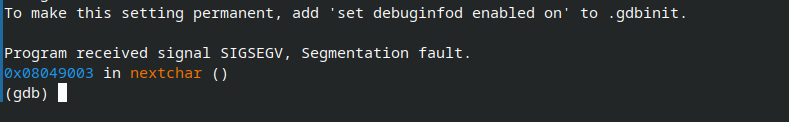 To make this setting permanent, add 'set debuginfod enabled on' to .gdbinit.
Program received signal SIGSEGV, Segmentation fault.
0x08049003 in nextchar ()
(gdb)